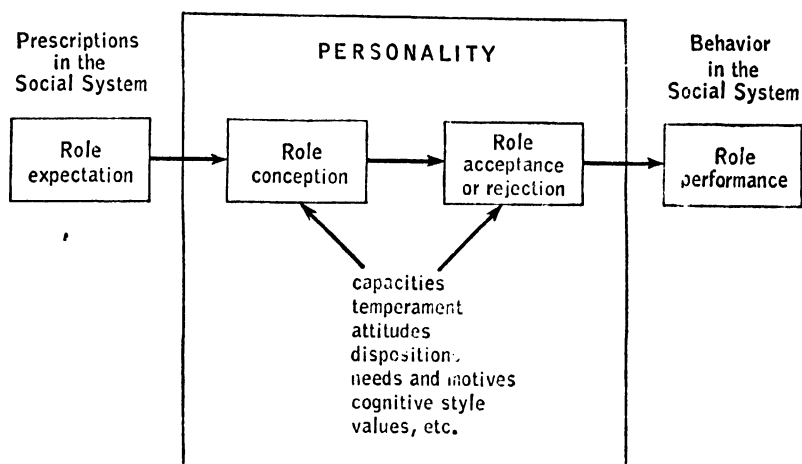 Prescriptions
in the
Social System
PERSONALITY
Behavior
in the
Social System
Role
expectation
Role
conception
Role
acceptance
or rejection
Role
performance
capacities
temperament
attitudes
disposition
needs and motives
cognitive style
values, etc.